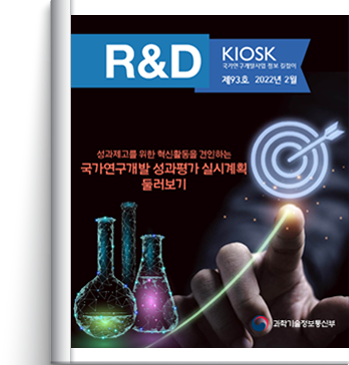 R&D
KIOSK
국가연구개발사업 정보 길잡이
제93호 2022년 2월
성과제고를 위한 혁신활동을 견인하는
국가연구개발 성과평가 실시계획
둘러보기
과학기술정보통신부